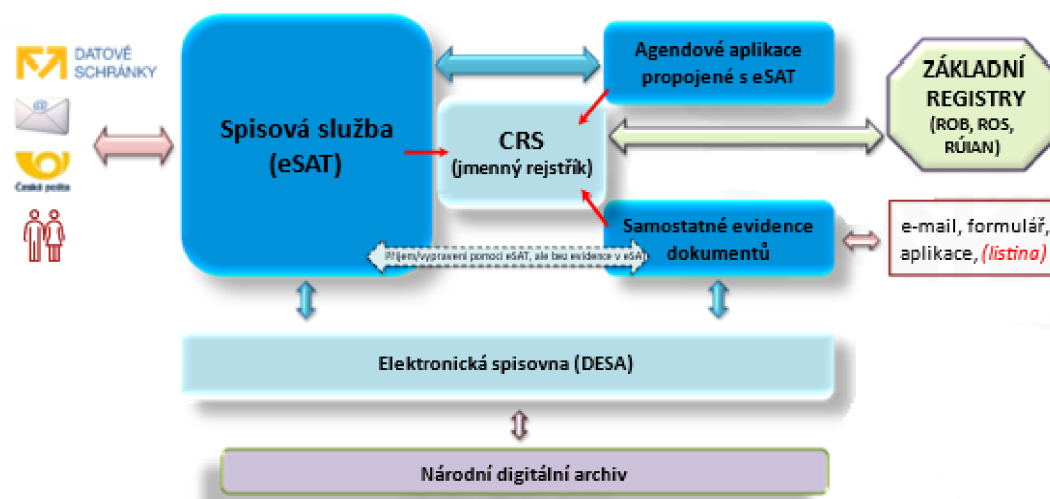 DATOVÉ
SCHRÁNKY
@
Česká pošta
Spisová služba
(eSAT)
Agendové aplikace
propojené s eSAT
CRS
(jmenný rejstřík)
ZÁKLADNÍ
REGISTRY
(ROB, ROS,
RÚIAN)
Samostatné evidence
dokumentů
e-mail, formulář,
aplikace, (listina)
Příjem/vypravení pomocí eSAT, ale bez evidence v eSAT
Elektronická spisovna (DESA)
Národní digitální archiv